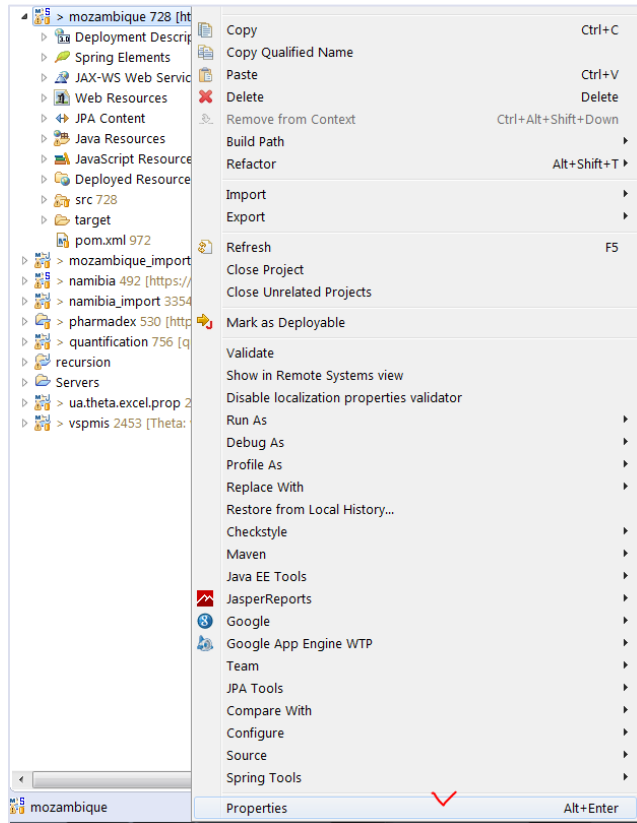 > mozambique 728 [ht
Deployment Descrip
Spring Elements
JAX-WS Web Servic
Web Resources
JPA Content
Java Resources
JavaScript Resource
Deployed Resource
src 728
target
pom.xml 972
> mozambique_import
> namibia 492 [https://
> namibia_import 3354
> pharmadex 530 [http
> quantification 756 [q
recursion
Servers
> ua.theta.excel.prop 2
> vspmis 2453 [Theta:
mozambique
Copy Ctrl+C
Copy Qualified Name
Paste Ctrl+V
Delete Delete
Remove from Context Ctrl+Alt+Shift+Down
Build Path
Refactor Alt+Shift+T
Import
Export
Refresh F5
Close Project
Close Unrelated Projects
Mark as Deployable
Validate
Show in Remote Systems view
Disable localization properties validator
Run As
Debug As
Profile As
Replace With
Restore from Local History...
Checkstyle
Maven
Java EE Tools
JasperReports
Google
Google App Engine WTP
Team
JPA Tools
Compare With
Configure
Source
Spring Tools
Properties Alt+Enter